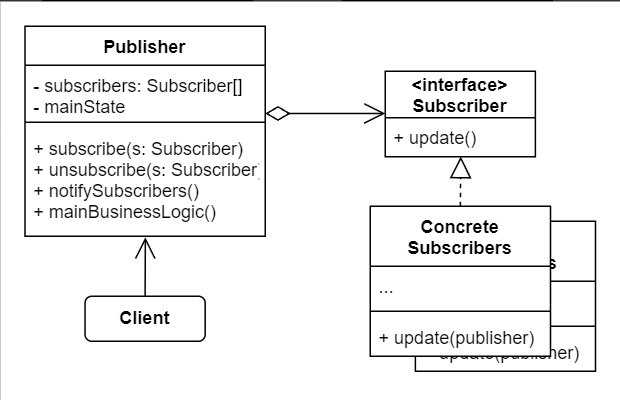 Publisher
- subscribers: Subscriber[]
- mainState
+ subscribe(s: Subscriber)
+ unsubscribe(s: Subscriber
+ notifySubscribers()
+ mainBusinessLogic()
Client
<interface>
Subscriber
+ update()
Concrete
Subscribers
...
+ update(publisher)
s
update(publisher)